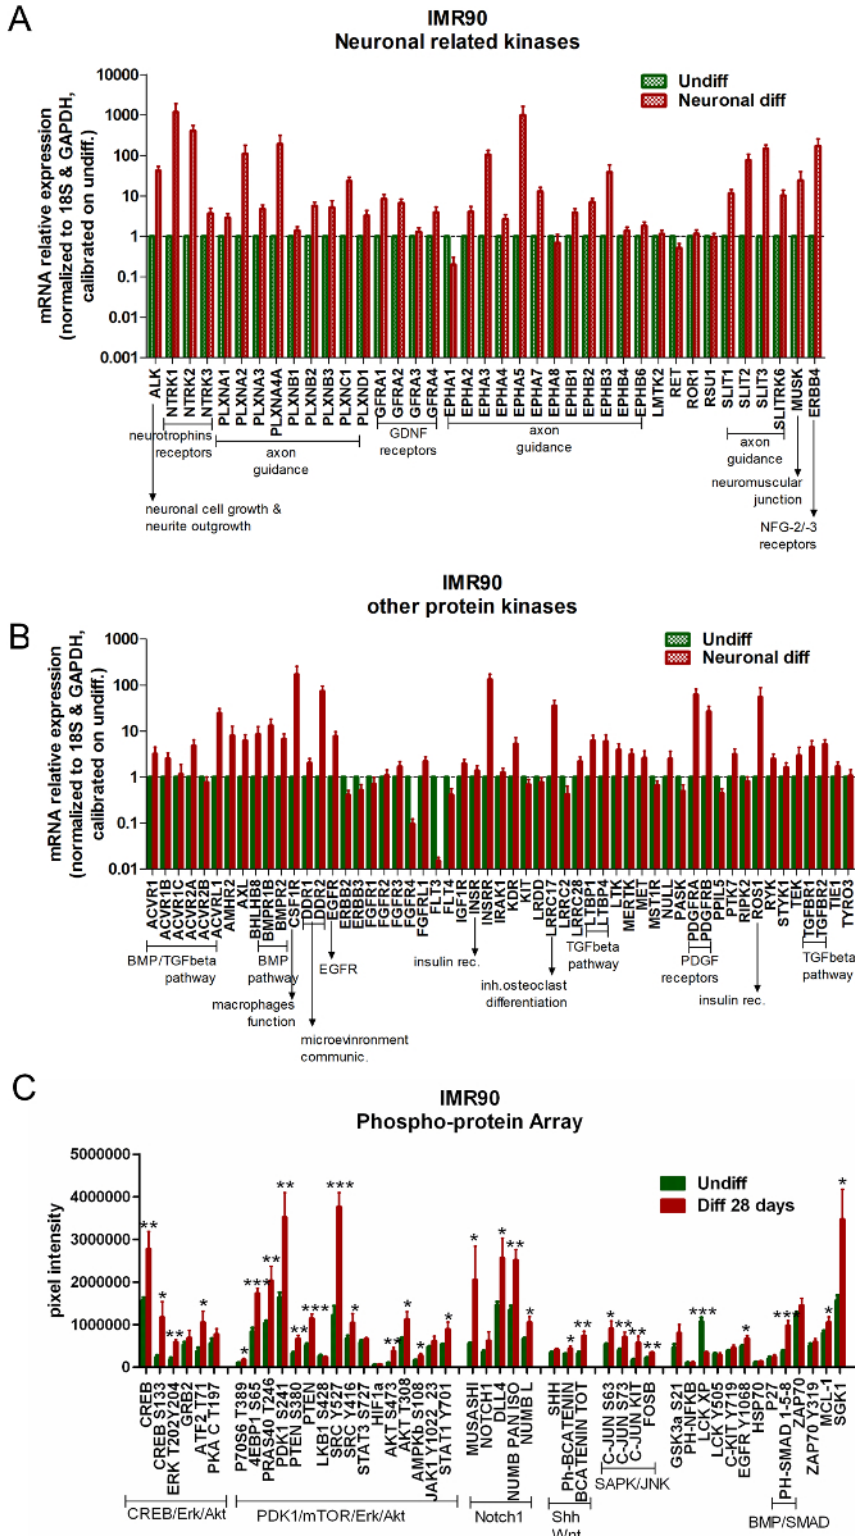 A
IMR90
Neuronal related kinases
mRNA relative expression
(normalized to 18S & GAPDH,
calibrated on undiff.)
10000
1000
100
10
1
0.1
0.01
0.001
Undiff
Neuronal diff
ALK
NTRK1
NTRK2
NTRK3
PLXNA1
PLXNA2
PLXNA3
PLXNA4A
PLXNB1
PLXNB2
PLXNB3
PLXNC1
PLXND1
GFRA1
GFRA2
GFRA3
GFRA4
EPHA1
EPHA2
EPHA3
EPHA4
EPHA5
EPHA7
EPHA8
EPHB1
EPHB2
EPHB3
EPHB4
EPHB6
LMTK2
RET
ROR1
RSU1
SLIT1
SLIT2
SLIT3
SLITRK6
MUSK
ERBB4
neurotrophins
receptors
axon
guidance
GDNF
receptors
axon
guidance
axon
guidance
neuromuscular
junction
neuronal cell growth &
neurite outgrowth
NFG-2/-3
receptors
B
IMR90
other protein kinases
mRNA relative expression
(normalized to 18S & GAPDH,
calibrated on undiff.)
1000
100
10
1
0.1
0.01
Undiff
Neuronal diff
ACVR1
ACVR1B
ACVR1C
ACVR2A
ACVR2B
ACVRL1
AMHR2
AXL
BHLHB8
BMPR1B
BMPR2
CSF1R
DDR1
DDR2
EGFR
ERBB2
ERBB3
FGFR1
FGFR2
FGFR3
FGFR4
FGFRL1
FLT3
FLT4
IGF1R
INSR
INSRR
IRAK1
KDR
KIT
LRDD
LRRC17
LRRC2
LRRC28
LTBP1
LTBP4
LTK
MERTK
MET
MST1R
NULL
PASK
PDGFRA
PDGFRB
PPIL5
PTK7
RIPK2
ROS1
RYK
STYK1
TEK
TGFBR1
TGFBR2
TIE1
TYRO3
BMP/TGFbeta
pathway
BMP
pathway
EGFR
macrophages
function
microevinronment
communic.
insulin rec.
inh.osteoclast
differentiation
TGFbeta
pathway
PDGF
receptors
insulin rec.
TGFbeta
pathway
C
IMR90
Phospho-protein Array
pixel intensity
5000000
4000000
3000000
2000000
1000000
0
Undiff
Diff 28 days
CREB
CREB S133
ERK T202Y204
GRB2
ATF2 T71
PKA C T197
P70S6 T389
4EBP1 S65
PRAS40 T246
PDK1 S241
PTEN S380
PTEN
LKB1 S428
SRC Y527
SRC Y416
STAT3 S727
HIF1a
AKT S473
AKT T308
AMPKb S108
JAK1 Y1022_23
STAT1 Y701
MUSASHI
NOTCH1
DLL4
NUMB PAN ISO
NUMB L
SHH
Ph-BCATENIN
BCATENIN TOT
C-JUN S63
C-JUN S73
C-JUN KIT
FOSB
GSK3a S21
PH-NFKB
LCK XP
LCK Y505
C-KIT Y719
EGFR Y1068
HSP70
P27
PH-SMAD 1-5-8
ZAP70
ZAP70 Y319
MCL-1
SGK1
CREB/Erk/Akt
PDK1/mTOR/Erk/Akt
Notch1
Shh
Wnt
SAPK/JNK
BMP/SMAD